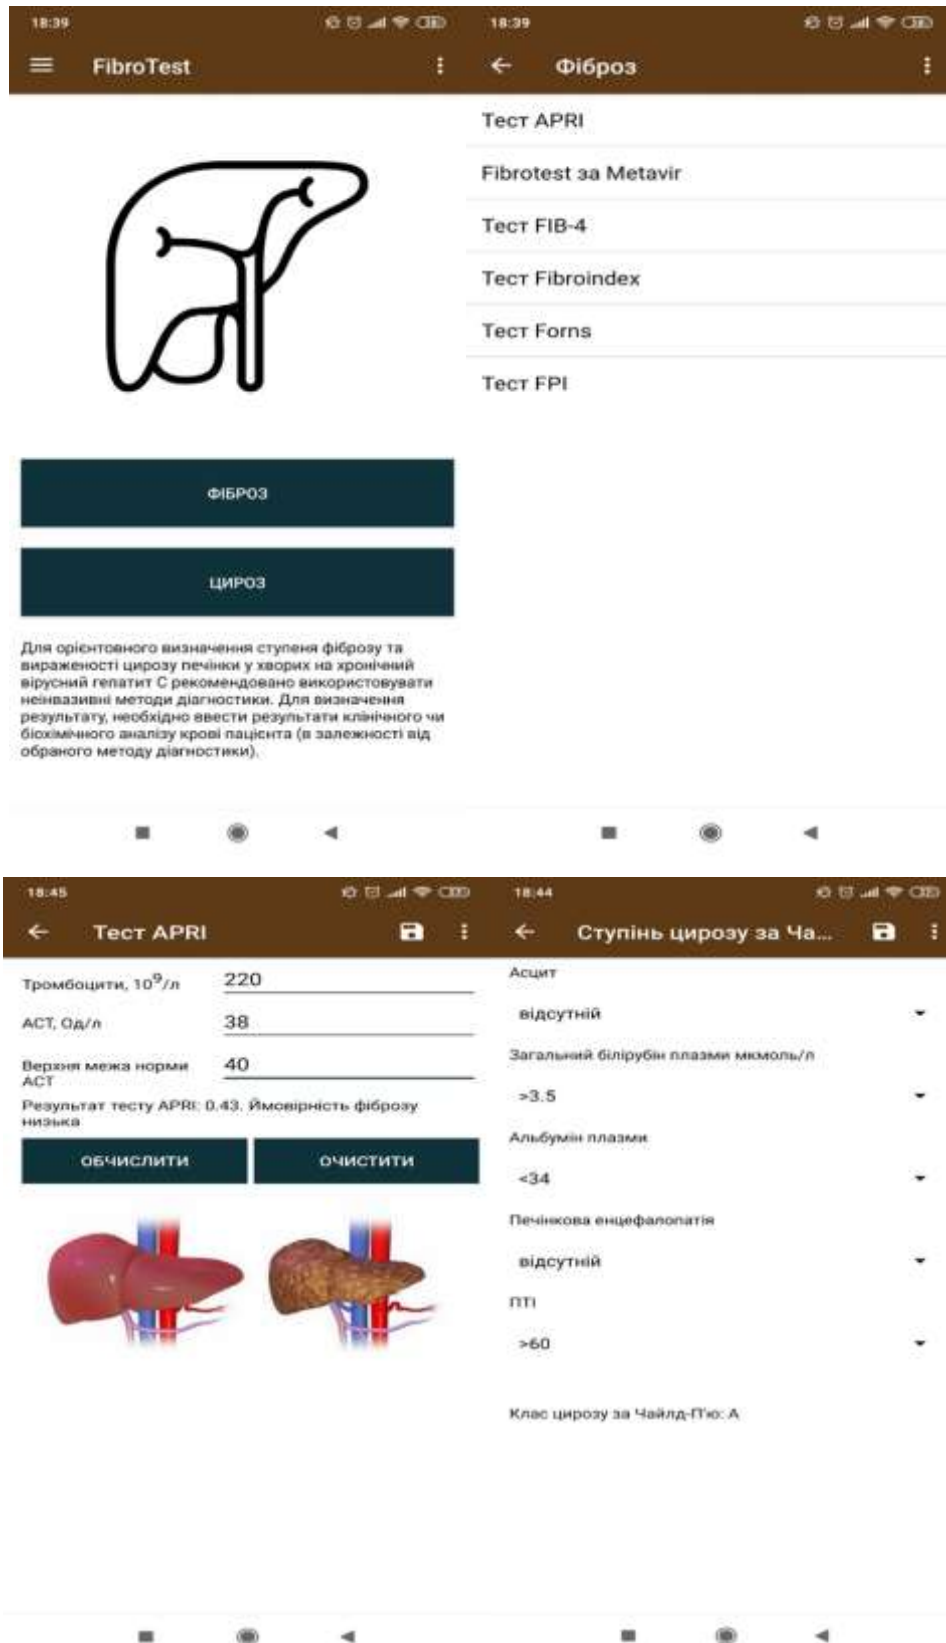 18:39
FibroTest
ФІБРОЗ
ЦИРОЗ
Для орієнтовного визначення ступеня фіброзу та
вираженості цирозу печінки у хворих на хронічний
вірусний гепатит С рекомендовано використовувати
неінвазивні методи діагностики. Для визначення
результату, необхідно ввести результати клінічного чи
біохімічного аналізу крові пацієнта (в залежності від
обраного методу діагностики).
18:39
Фіброз
Тест APRI
Fibrotest за Metavir
Тест FIB-4
Тест Fibroindex
Тест Forns
Тест FPI
18:45
Тест APRI
Тромбоцити, 10⁹/л 220
АСТ, Од/л 38
Верхня межа норми
АСТ 40
Результат тесту APRI: 0.43. Ймовірність фіброзу
низька
ОБЧИСЛИТИ ОЧИСТИТИ
18:44
Ступінь цирозу за Ча...
Асцит
відсутній
Загальний білірубін плазми мкмоль/л
>3.5
Альбумін плазми
<34
Печінкова енцефалопатія
відсутній
ПТІ
>60
Клас цирозу за Чайлд-П'ю: А